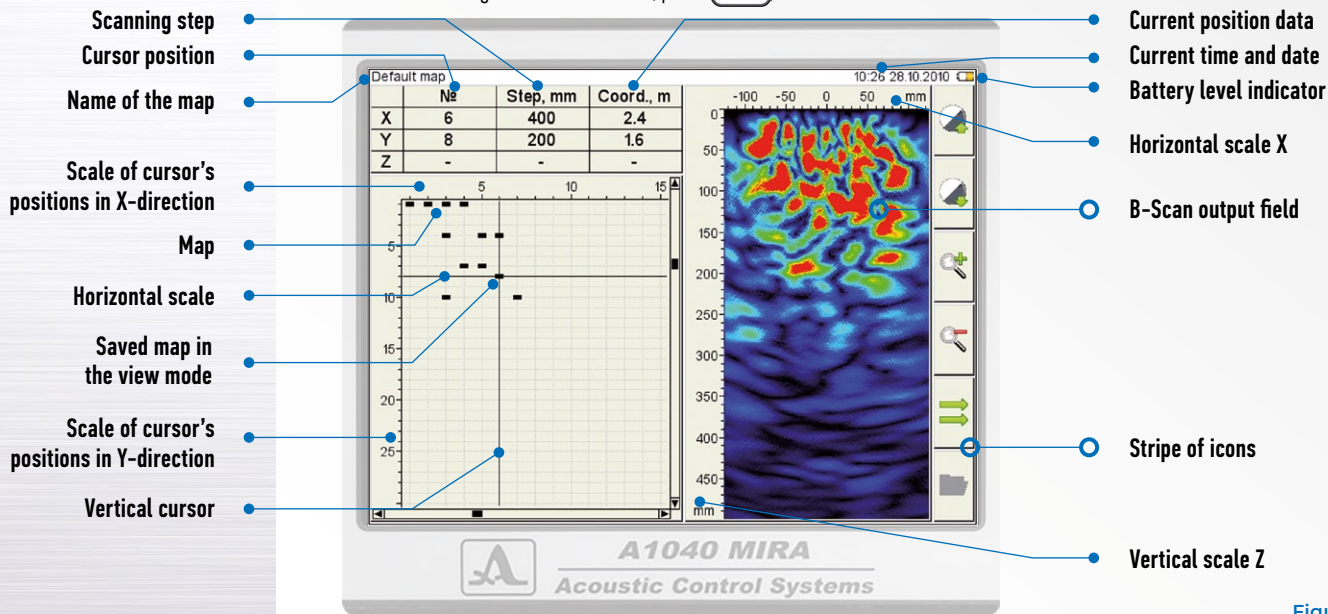 Scanning step
Cursor position
Name of the map
Scale of cursor's
positions in X-direction
Map
Horizontal scale
Saved map in
the view mode
Scale of cursor's
positions in Y-direction
Vertical cursor
Default map
10:26 28.10.2010
№ Step, mm Coord., m
X 6 400 2.4
Y 8 200 1.6
Z - - -
5 10 15
5
10
15
20
25
-100 -50 0 50 mm
0
50
100
150
200
250
300
350
400
450
mm
A1040 MIRA
Acoustic Control Systems
Current position data
Current time and date
Battery level indicator
Horizontal scale X
B-Scan output field
Stripe of icons
Vertical scale Z